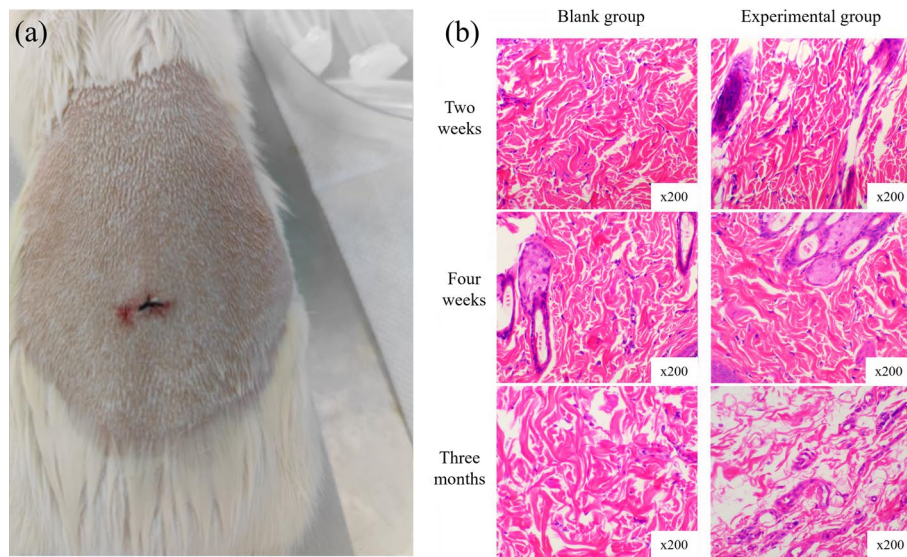 (a)
(b)
Blank group
Experimental group
Two
weeks
x200
x200
Four
weeks
x200
x200
Three
months
x200
x200